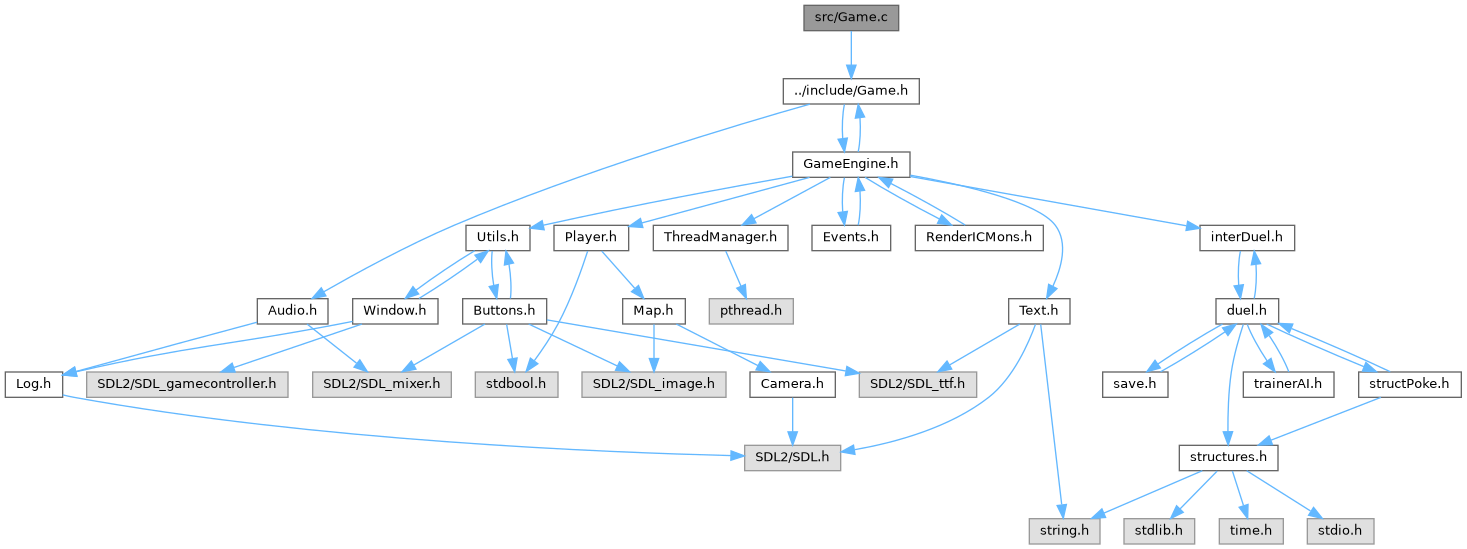 src/Game.c
../include/Game.h
GameEngine.h
Utils.h
Player.h
ThreadManager.h
Events.h
RenderICMons.h
interDuel.h
Audio.h
Window.h
Buttons.h
Map.h
pthread.h
Text.h
duel.h
Log.h
SDL2/SDL_gamecontroller.h
SDL2/SDL_mixer.h
stdbool.h
SDL2/SDL_image.h
Camera.h
SDL2/SDL_ttf.h
save.h
trainerAI.h
structPoke.h
SDL2/SDL.h
structures.h
string.h
stdlib.h
time.h
stdio.h